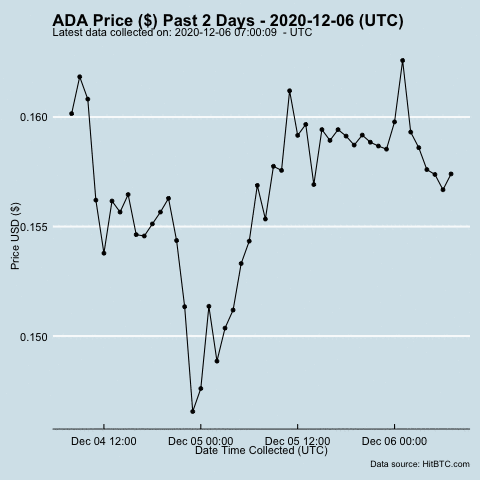 ADA Price ($) Past 2 Days - 2020-12-06 (UTC)
Latest data collected on: 2020-12-06 07:00:09 - UTC
0.160
0.155
0.150
Price USD ($)
Dec 04 12:00 Dec 05 00:00 Dec 05 12:00 Dec 06 00:00
Date Time Collected (UTC)
Data source: HitBTC.com